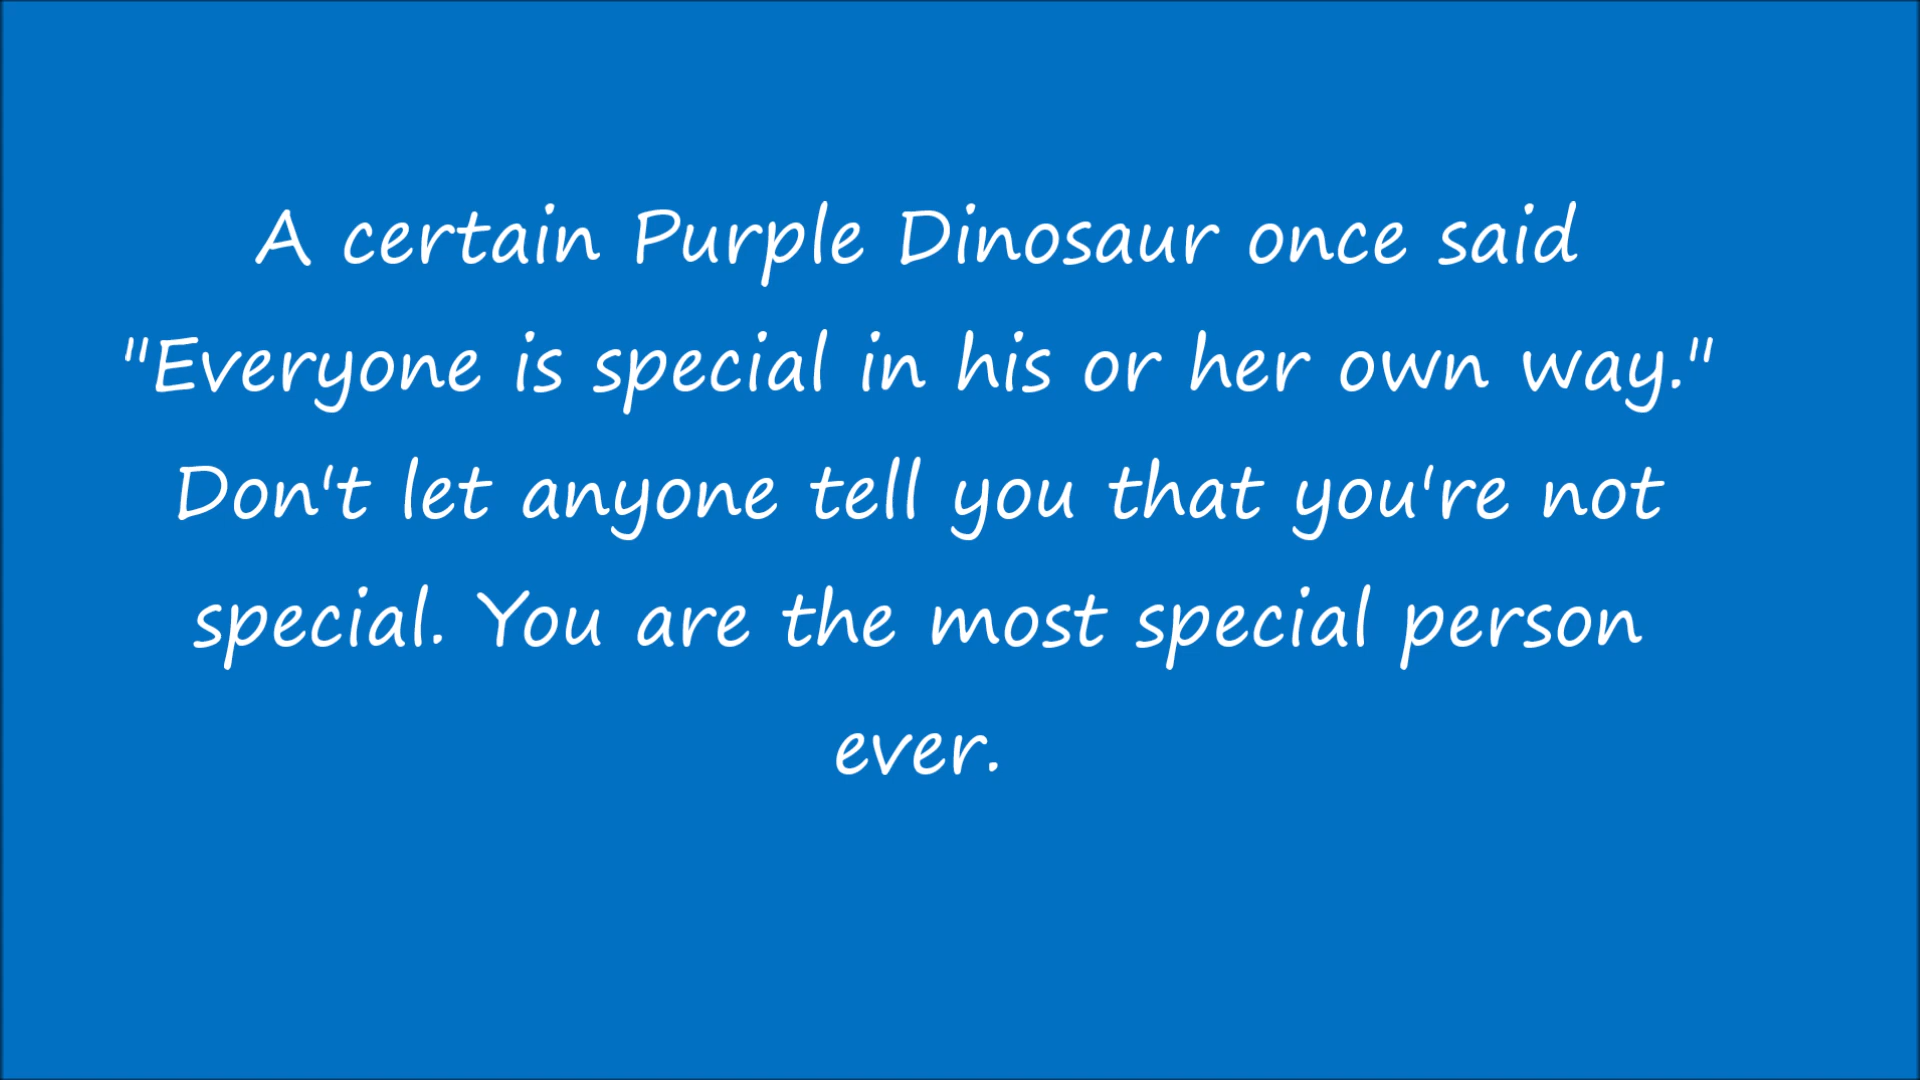 A certain Purple Dinosaur once said
"Everyone is special in his or her own way."
Don't let anyone tell you that you're not
special. You are the most special person
ever.